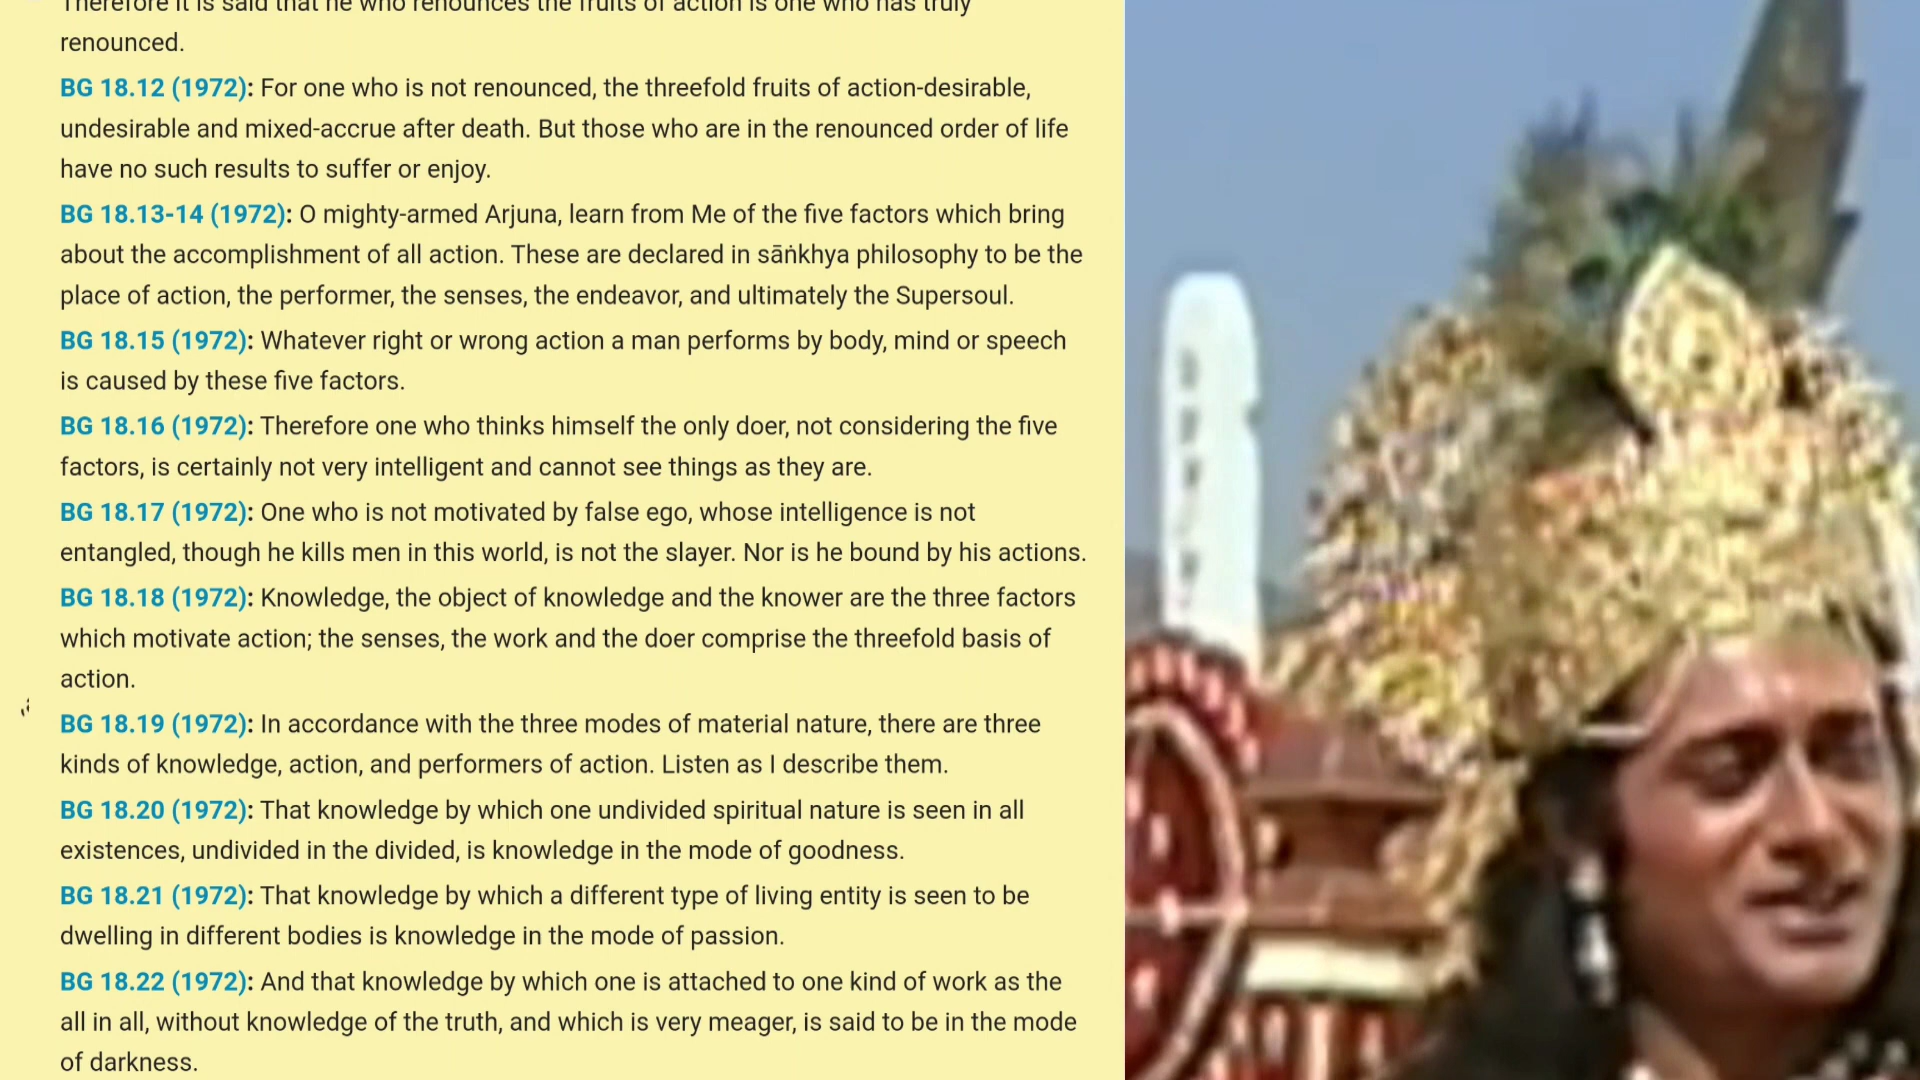 Therefore it is said that he who renounces the fruits of action is one who has truly
renounced.
BG 18.12 (1972): For one who is not renounced, the threefold fruits of action-desirable,
undesirable and mixed-accrue after death. But those who are in the renounced order of life
have no such results to suffer or enjoy.
BG 18.13-14 (1972): O mighty-armed Arjuna, learn from Me of the five factors which bring
about the accomplishment of all action. These are declared in sāṅkhya philosophy to be the
place of action, the performer, the senses, the endeavor, and ultimately the Supersoul.
BG 18.15 (1972): Whatever right or wrong action a man performs by body, mind or speech
is caused by these five factors.
BG 18.16 (1972): Therefore one who thinks himself the only doer, not considering the five
factors, is certainly not very intelligent and cannot see things as they are.
BG 18.17 (1972): One who is not motivated by false ego, whose intelligence is not
entangled, though he kills men in this world, is not the slayer. Nor is he bound by his actions.
BG 18.18 (1972): Knowledge, the object of knowledge and the knower are the three factors
which motivate action; the senses, the work and the doer comprise the threefold basis of
action.
BG 18.19 (1972): In accordance with the three modes of material nature, there are three
kinds of knowledge, action, and performers of action. Listen as I describe them.
BG 18.20 (1972): That knowledge by which one undivided spiritual nature is seen in all
existences, undivided in the divided, is knowledge in the mode of goodness.
BG 18.21 (1972): That knowledge by which a different type of living entity is seen to be
dwelling in different bodies is knowledge in the mode of passion.
BG 18.22 (1972): And that knowledge by which one is attached to one kind of work as the
all in all, without knowledge of the truth, and which is very meager, is said to be in the mode
of darkness.